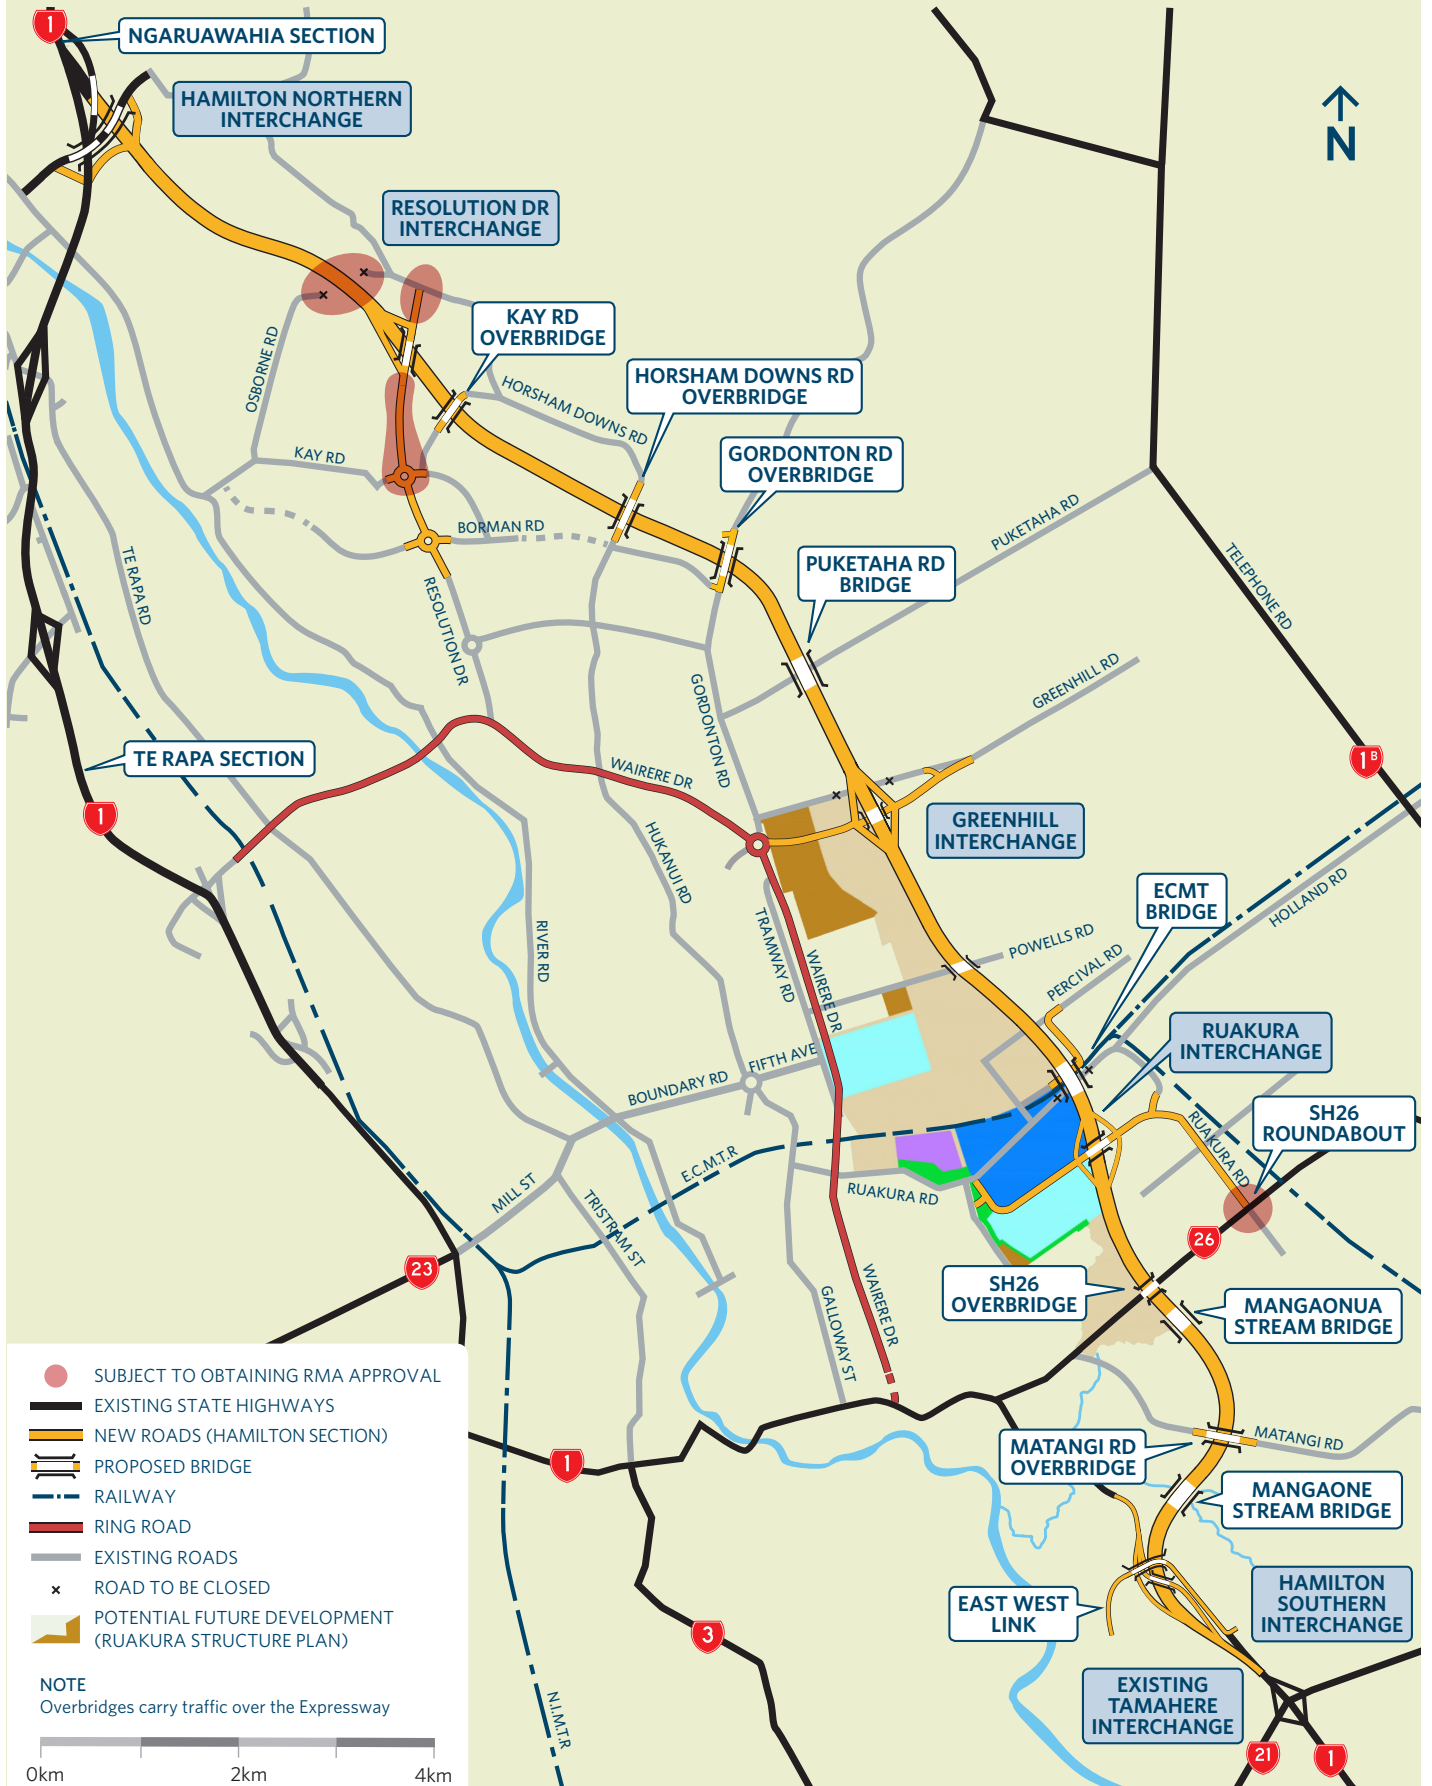 1
NGARUAWAHIA SECTION
HAMILTON NORTHERN
INTERCHANGE
N
RESOLUTION DR
INTERCHANGE
KAY RD
OVERBRIDGE
HORSHAM DOWNS RD
OVERBRIDGE
OSBORNE RD
HORSHAM DOWNS RD
GORDONTON RD
OVERBRIDGE
KAY RD
BORMAN RD
PUKETAHA RD
PUKETAHA RD
BRIDGE
TE RAPA RD
RESOLUTION DR
TELEPHONE RD
GREENHILL RD
GORDONTON RD
TE RAPA SECTION
1B
WAIRERE DR
1
GREENHILL
INTERCHANGE
HUKANUI RD
ECMT
BRIDGE
HOLLAND RD
RIVER RD
TRAMWAY RD
WAIRERE DR
POWELLS RD
PERCIVAL RD
RUAKURA
INTERCHANGE
FIFTH AVE
BOUNDARY RD
SH26
ROUNDABOUT
RUAKURA RD
E.C.M.T.R
MILL ST
TRISTRAM ST
RUAKURA RD
26
23
SH26
OVERBRIDGE
WAIRERE DR
GALLOWAY ST
MANGAONUA
STREAM BRIDGE
MATANGI RD
MATANGI RD
OVERBRIDGE
1
MANGAONE
STREAM BRIDGE
EAST WEST
LINK
HAMILTON
SOUTHERN
INTERCHANGE
3
EXISTING
TAMAHERE
INTERCHANGE
N.I.M.T.R
21
1
SUBJECT TO OBTAINING RMA APPROVAL
EXISTING STATE HIGHWAYS
NEW ROADS (HAMILTON SECTION)
PROPOSED BRIDGE
RAILWAY
RING ROAD
EXISTING ROADS
ROAD TO BE CLOSED
POTENTIAL FUTURE DEVELOPMENT
(RUAKURA STRUCTURE PLAN)
NOTE
Overbridges carry traffic over the Expressway
0km 2km 4km